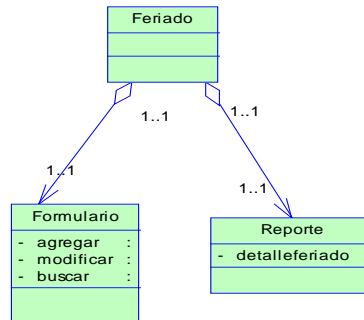 Feriado
1..1
1..1
1..1
1..1
Formulario
- agregar :
- modificar :
- buscar :
Reporte
- detalleferiado